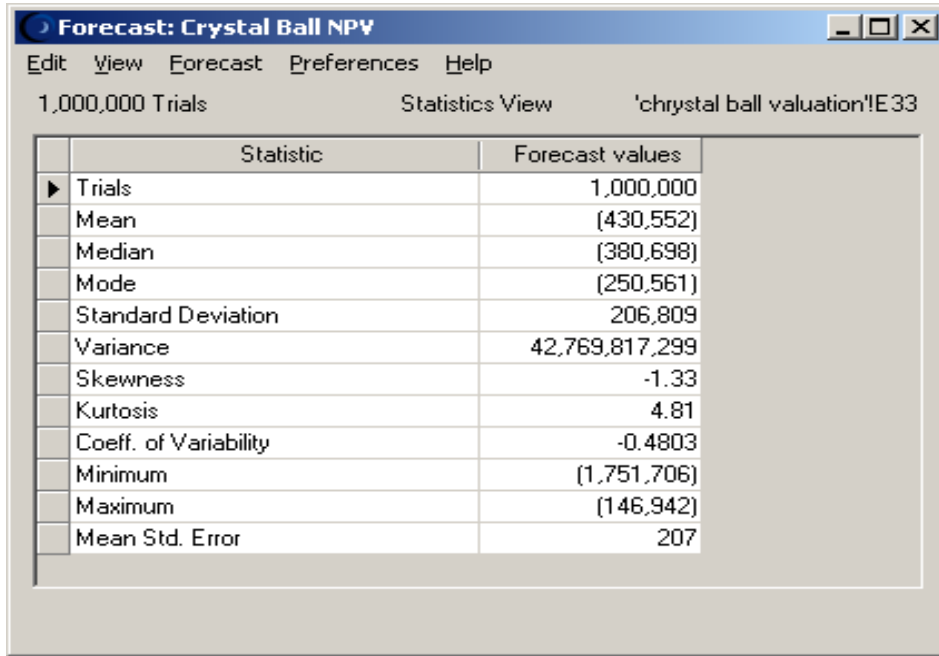 Forecast: Crystal Ball NPV
Edit View Forecast Preferences Help
1,000,000 Trials Statistics View 'chrystal ball valuation'!E33
Statistic Forecast values
Trials 1,000,000
Mean (430,552)
Median (380,698)
Mode (250,561)
Standard Deviation 206,809
Variance 42,769,817,299
Skewness -1.33
Kurtosis 4.81
Coeff. of Variability -0.4803
Minimum (1,751,706)
Maximum (146,942)
Mean Std. Error 207